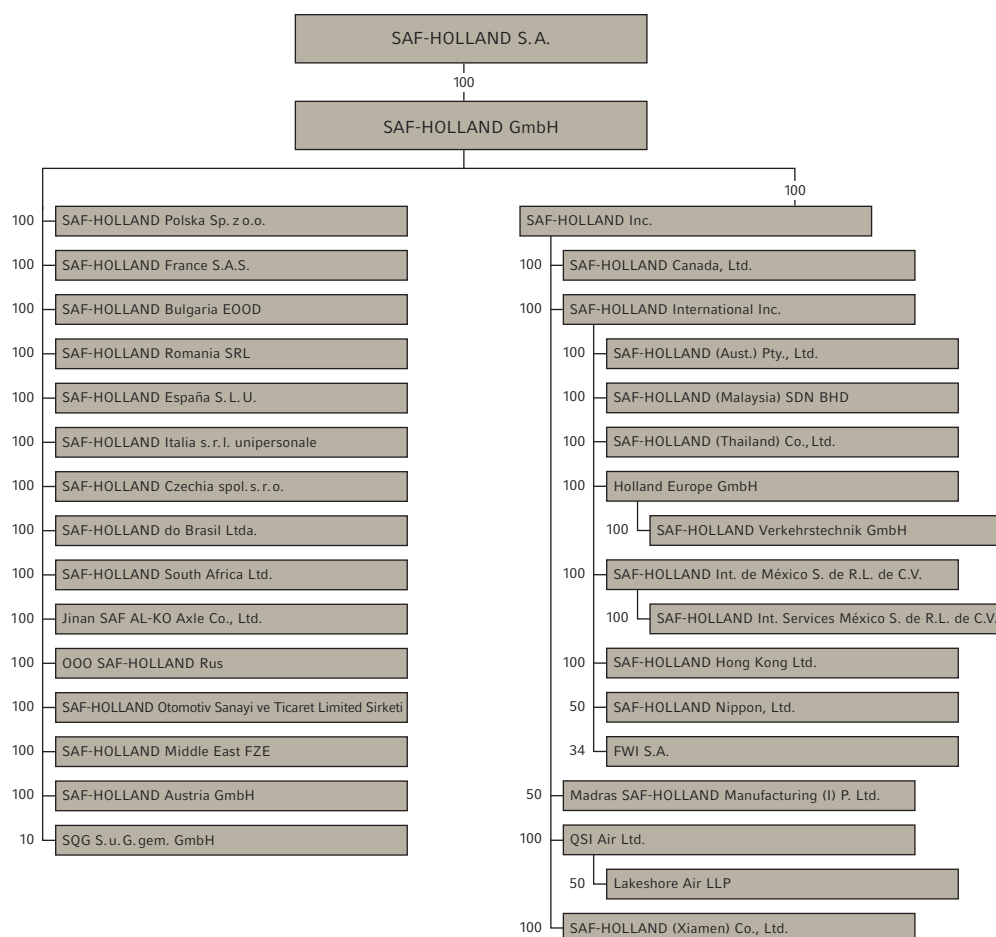 SAF-HOLLAND S.A.
100
SAF-HOLLAND GmbH
100
100 SAF-HOLLAND Polska Sp. z o.o.
100 SAF-HOLLAND France S.A.S.
100 SAF-HOLLAND Bulgaria EOOD
100 SAF-HOLLAND Romania SRL
100 SAF-HOLLAND España S.L.U.
100 SAF-HOLLAND Italia s.r.l. unipersonale
100 SAF-HOLLAND Czechia spol.s.r.o.
100 SAF-HOLLAND do Brasil Ltda.
100 SAF-HOLLAND South Africa Ltd.
100 Jinan SAF AL-KO Axle Co., Ltd.
100 OOO SAF-HOLLAND Rus
100 SAF-HOLLAND Otomotiv Sanayi ve Ticaret Limited Sirketi
100 SAF-HOLLAND Middle East FZE
100 SAF-HOLLAND Austria GmbH
10 SQG S.u.G.gem. GmbH
SAF-HOLLAND Inc.
100 SAF-HOLLAND Canada, Ltd.
100 SAF-HOLLAND International Inc.
100 SAF-HOLLAND (Aust.) Pty., Ltd.
100 SAF-HOLLAND (Malaysia) SDN BHD
100 SAF-HOLLAND (Thailand) Co., Ltd.
100 Holland Europe GmbH
100 SAF-HOLLAND Verkehrstechnik GmbH
100 SAF-HOLLAND Int. de México S. de R.L. de C.V.
100 SAF-HOLLAND Int. Services México S. de R.L. de C.V.
100 SAF-HOLLAND Hong Kong Ltd.
50 SAF-HOLLAND Nippon, Ltd.
34 FWI S.A.
50 Madras SAF-HOLLAND Manufacturing (I) P. Ltd.
100 QSI Air Ltd.
50 Lakeshore Air LLP
100 SAF-HOLLAND (Xiamen) Co., Ltd.